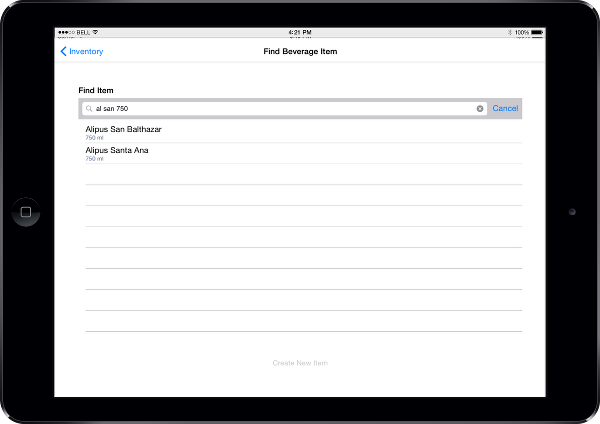 BELL 4:21 PM 100%
Inventory Find Beverage Item
Find Item
al san 750 Cancel
Alipus San Balthazar
750 ml
Alipus Santa Ana
750 ml
Create New Item